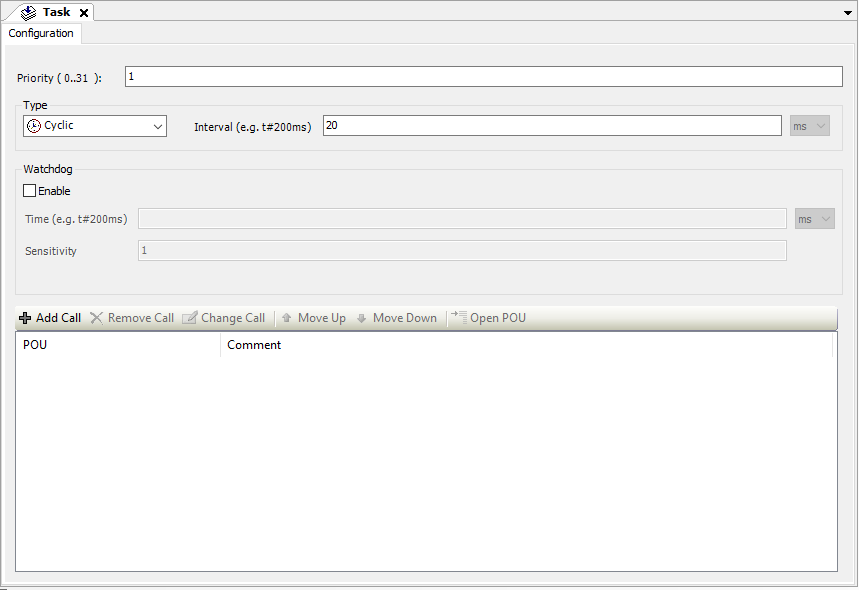 Task
Configuration
Priority ( 0..31 ): 1
Type
Cyclic Interval (e.g. t#200ms) 20 ms
Watchdog
Enable
Time (e.g. t#200ms) ms
Sensitivity 1
Add Call Remove Call Change Call Move Up Move Down Open POU
POU Comment